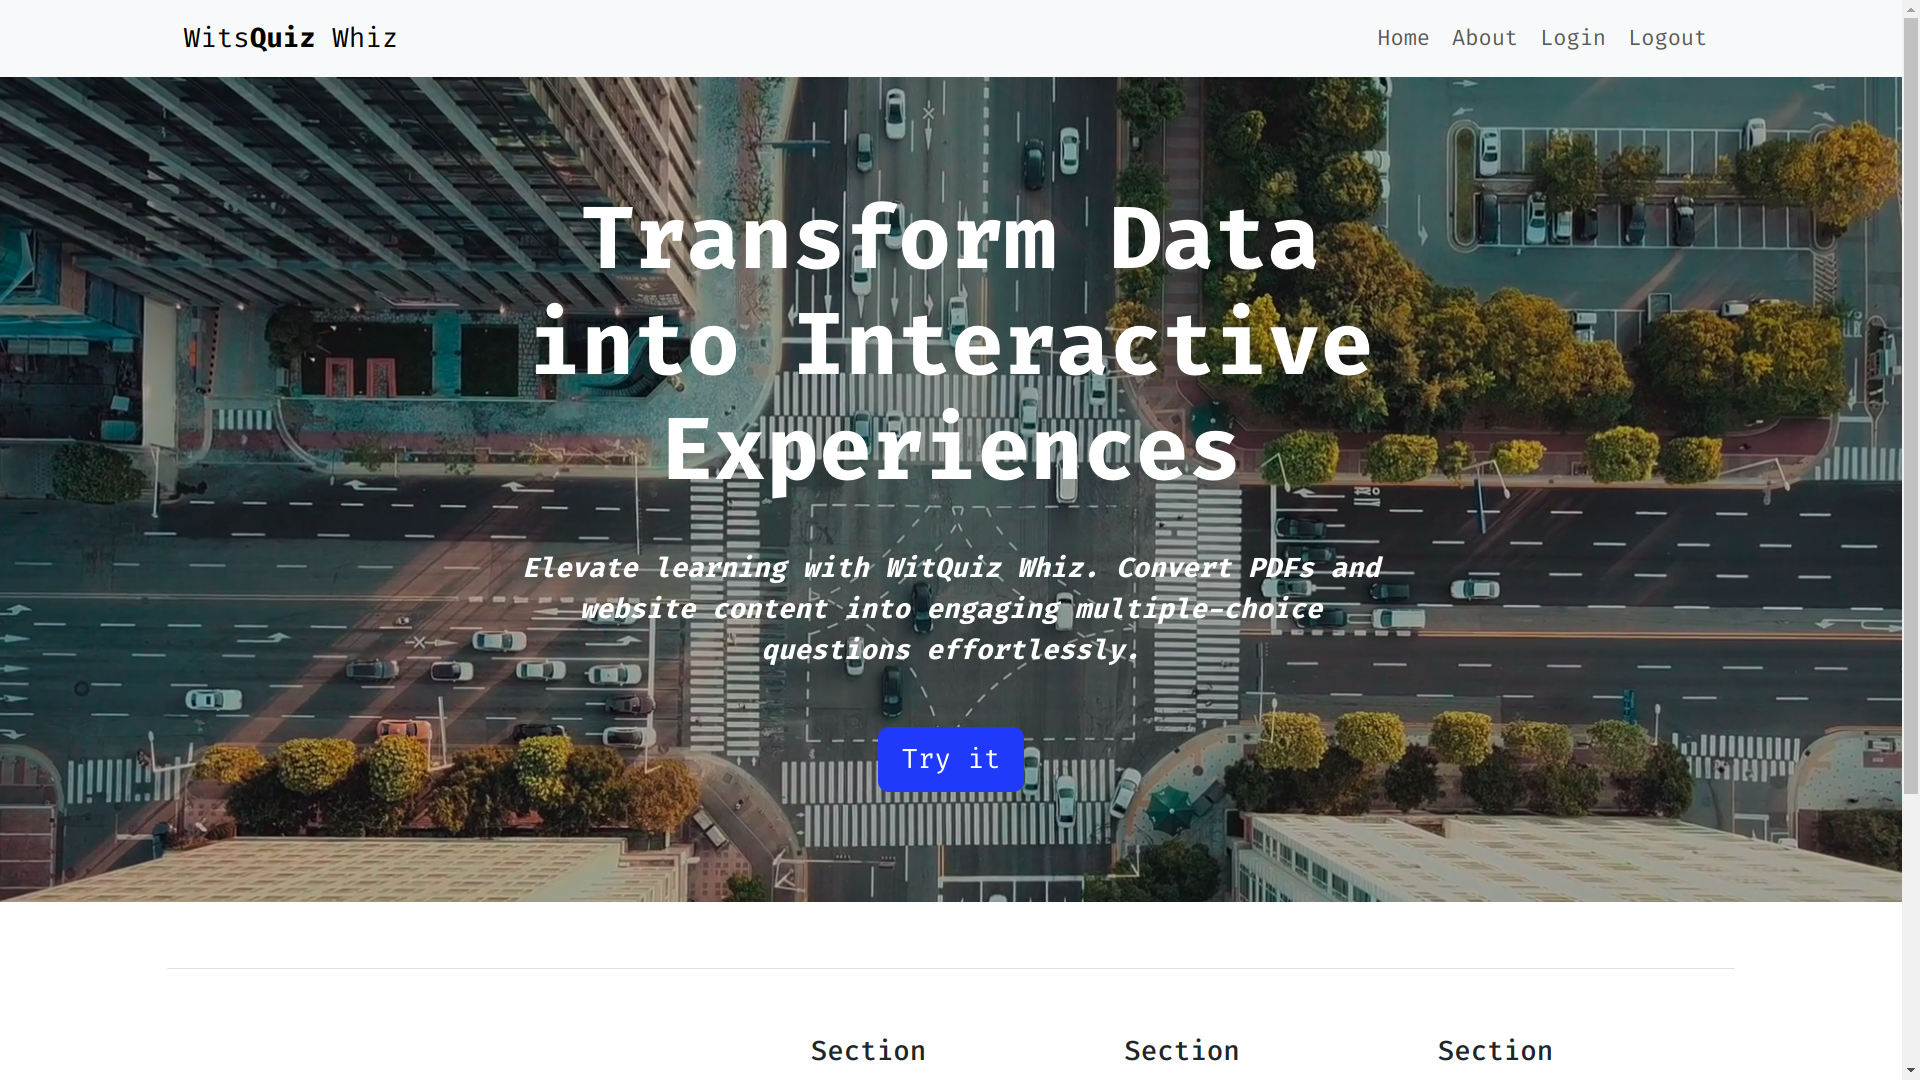 WitsQuiz Whiz
Home About Login Logout
Transform Data
into Interactive
Experiences
Elevate learning with WitQuiz Whiz. Convert PDFs and
website content into engaging multiple-choice
questions effortlessly.
Try it
Section Section Section